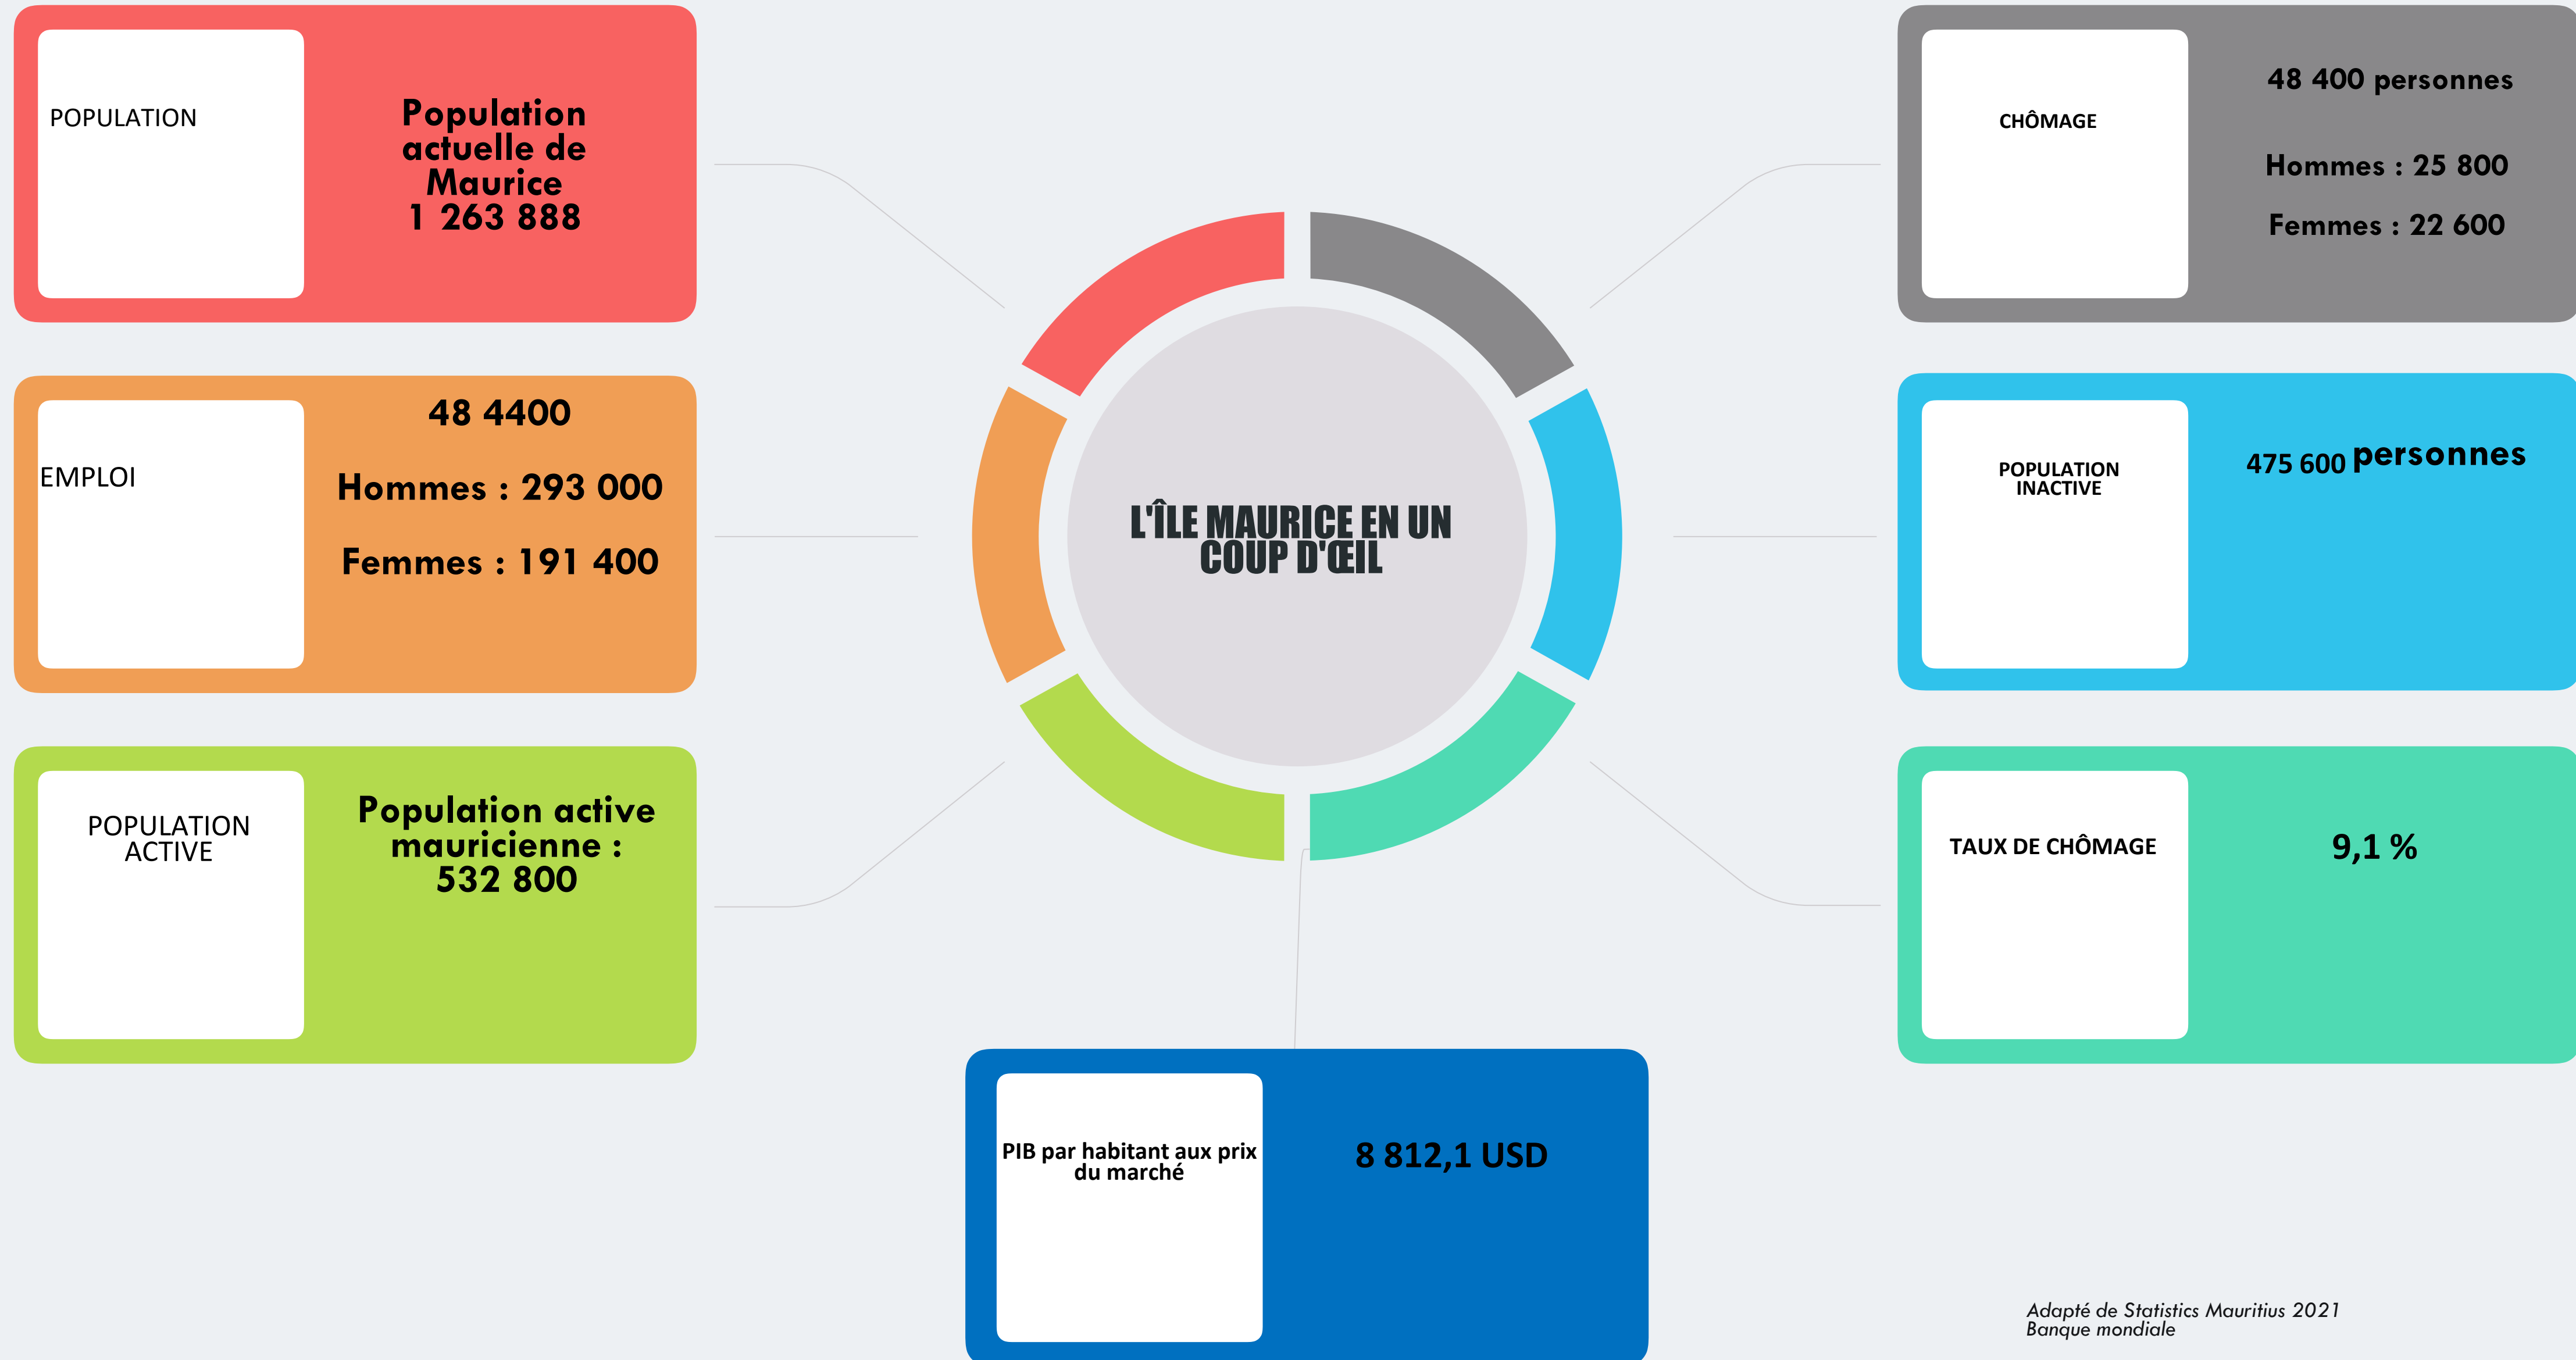 POPULATION
Population
actuelle de
Maurice
1 263 888
EMPLOI
48 4400
Hommes : 293 000
Femmes : 191 400
POPULATION
ACTIVE
Population active
mauricienne :
532 800
L'ÎLE MAURICE EN UN
COUP D'ŒIL
CHÔMAGE
48 400 personnes
Hommes : 25 800
Femmes : 22 600
POPULATION
INACTIVE
475 600 personnes
TAUX DE CHÔMAGE
9,1 %
PIB par habitant aux prix
du marché
8 812,1 USD
Adapté de Statistics Mauritius 2021
Banque mondiale